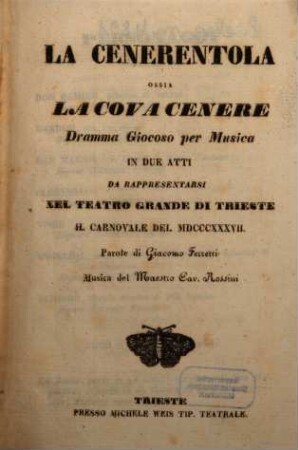 LA CENERENTOLA
OSSIA
LA COVA CENERE
Dramma Giocoso per Musica
IN DUE ATTI
DA RAPPRESENTARSI
NEL TEATRO GRANDE DI TRIESTE
IL CARNOVALE DEL MDCCCXXXVII.
Parole di Giacomo Ferretti
Musica del Maestro Cav. Rossini
TRIESTE
PRESSO MICHELE WEIS TIP. TEATRALE.